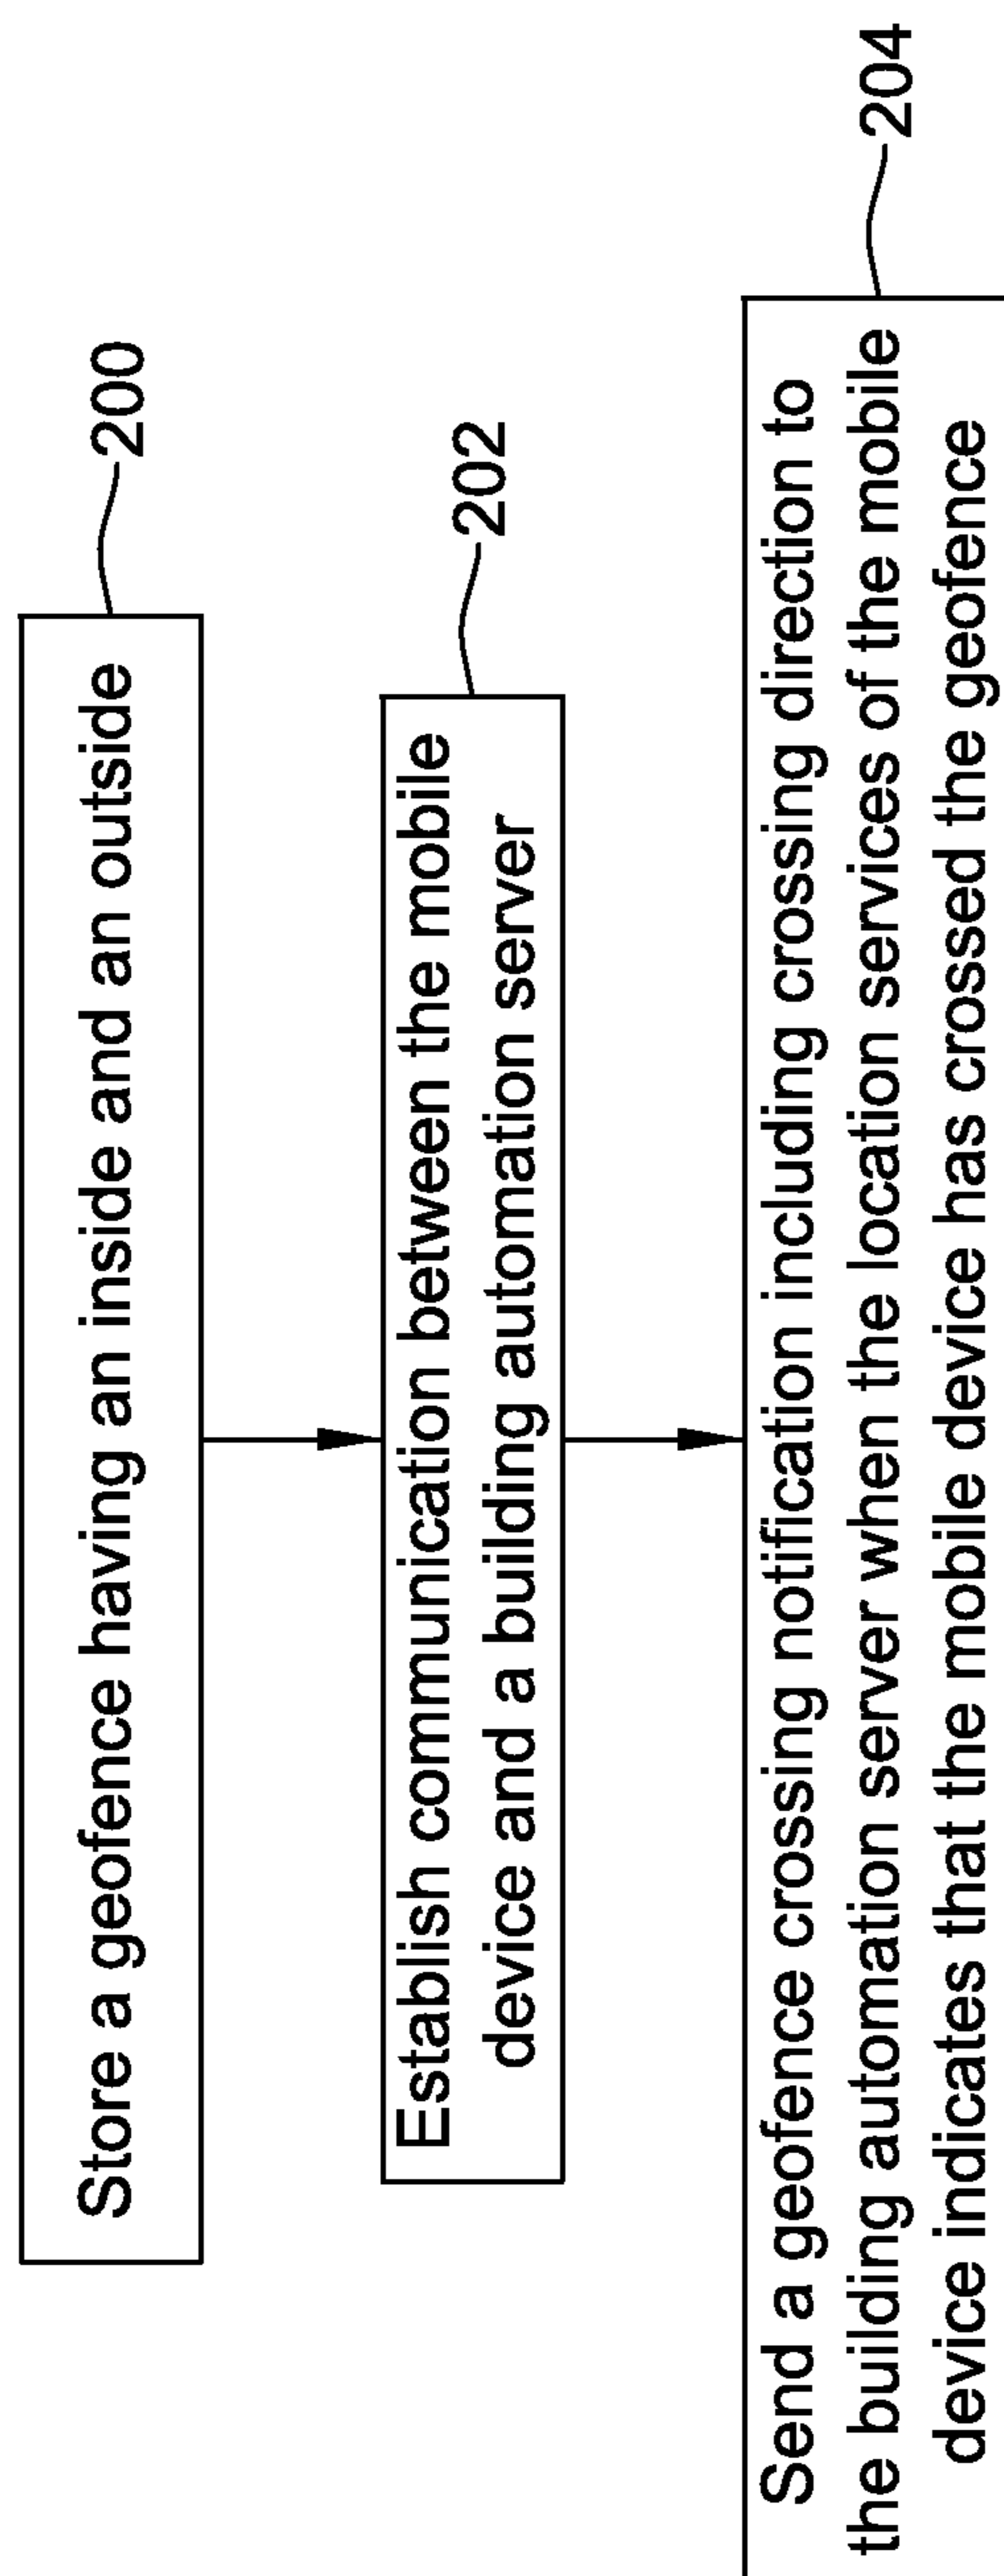 Store a geofence having an inside and an outside
200
Establish communication between the mobile
device and a building automation server
202
Send a geofence crossing notification including crossing direction to
the building automation server when the location services of the mobile
device indicates that the mobile device has crossed the geofence
204